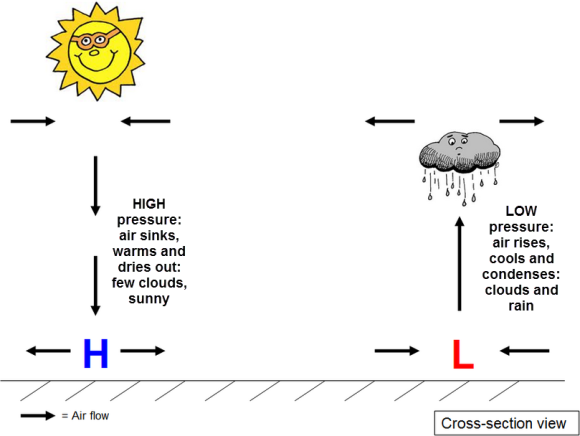 HIGH
pressure:
air sinks,
warms and
dries out:
few clouds,
sunny
LOW
pressure:
air rises,
cools and
condenses:
clouds and
rain
H
L
= Air flow
Cross-section view